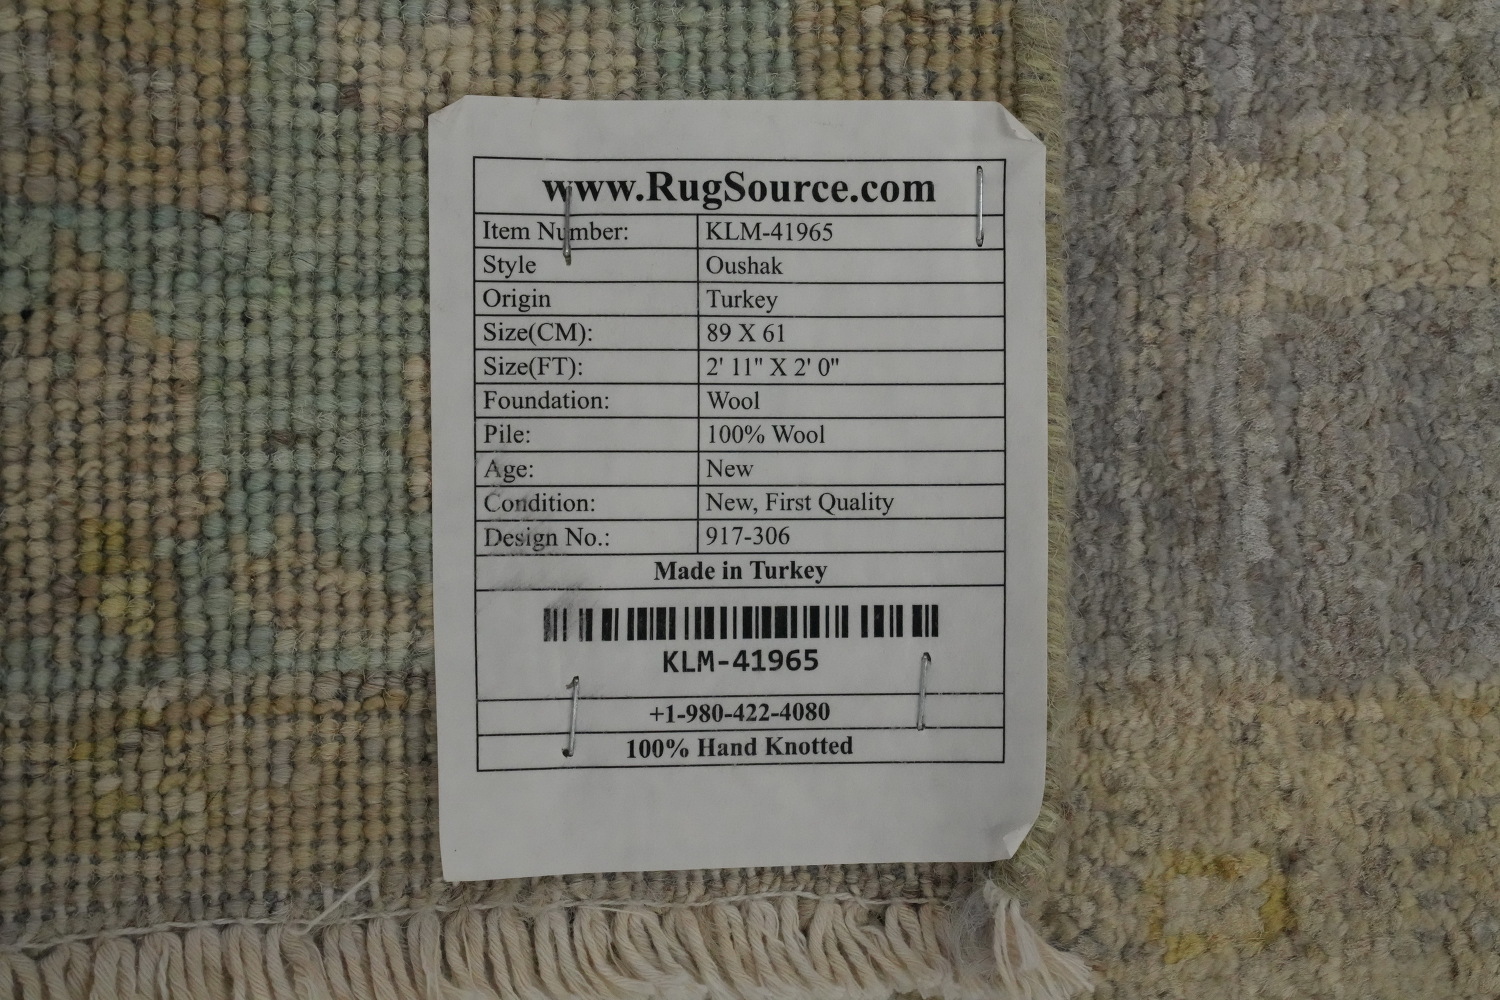 www.RugSource.com
Item Number: KLM-41965
Style Oushak
Origin Turkey
Size(CM): 89 X 61
Size(FT): 2' 11" X 2' 0"
Foundation: Wool
Pile: 100% Wool
Age: New
Condition: New, First Quality
Design No.: 917-306
Made in Turkey
KLM-41965
+1-980-422-4080
100% Hand Knotted